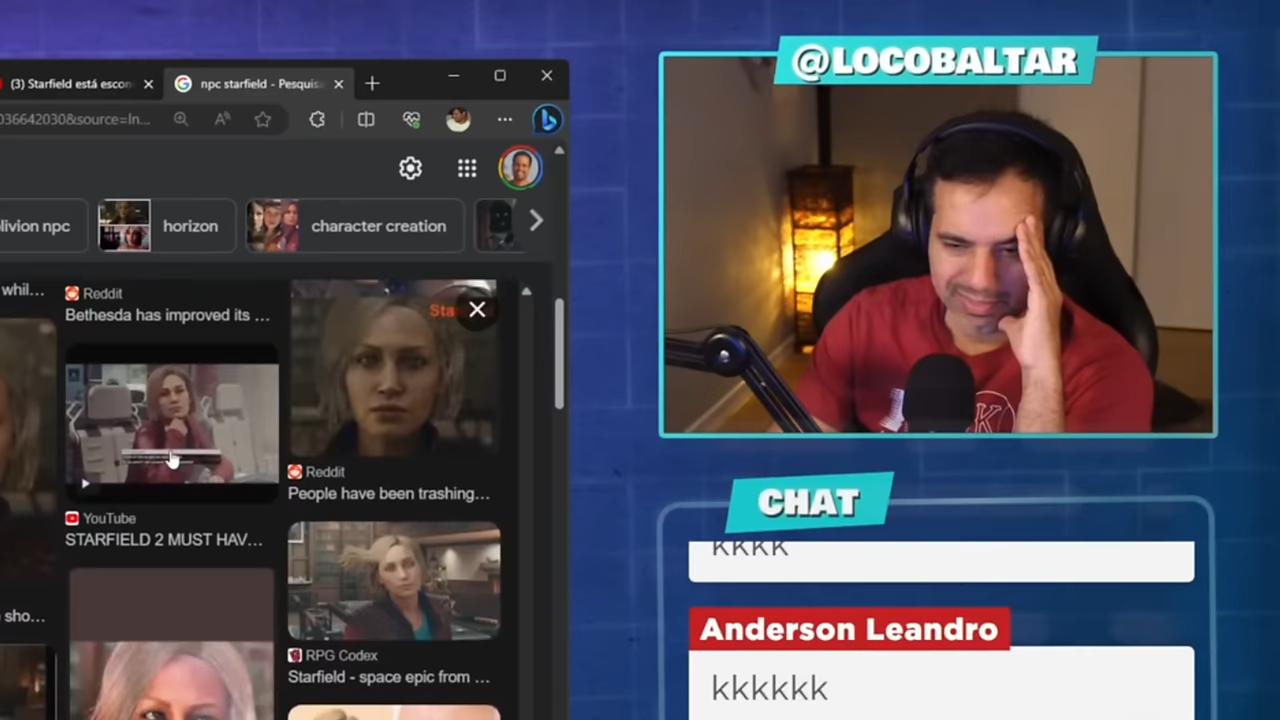 @LOCOBALTAR
(3) Starfield está escon
npc starfield - Pesquisa
036642030&source=ln...
livion npc
horizon
character creation
whil...
Reddit
Bethesda has improved its ...
YouTube
STARFIELD 2 MUST HAV...
sho...
Reddit
People have been trashing...
RPG Codex
Starfield - space epic from ...
CHAT
kkkk
Anderson Leandro
kkkkkk
K